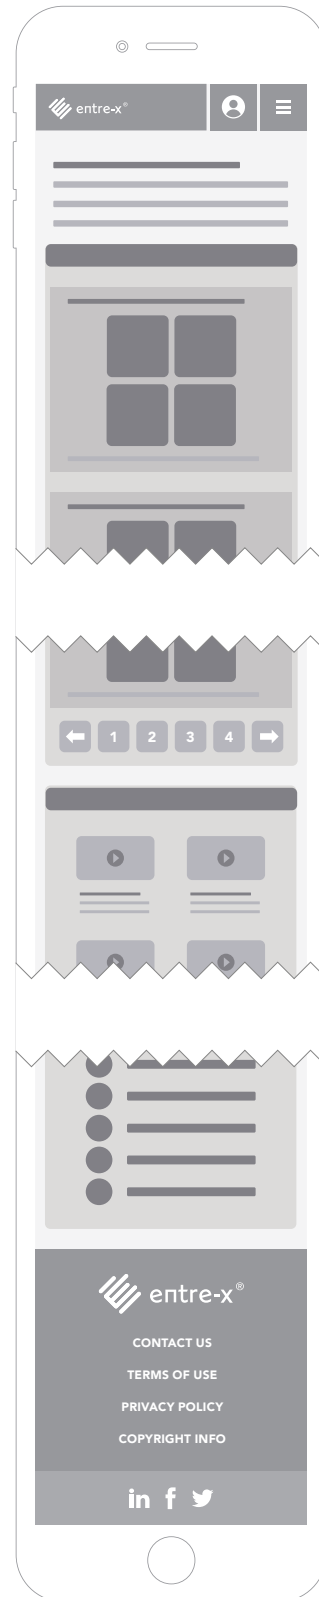 entre-x®
1 2 3 4
entre-x®
CONTACT US
TERMS OF USE
PRIVACY POLICY
COPYRIGHT INFO
in f